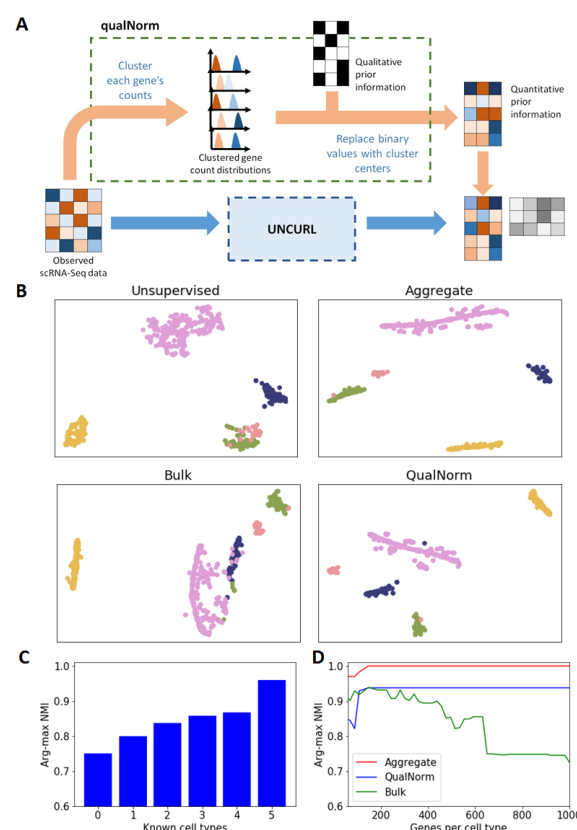 A
qualNorm
Cluster
each gene's
counts
Qualitative
prior
information
Quantitative
prior
information
Clustered gene
count distributions
Replace binary
values with cluster
centers
UNCURL
Observed
scRNA-Seq data
B
Unsupervised
Aggregate
Bulk
QualNorm
C
1.0
0.9
0.8
0.7
0.6
Arg-max NMI
0 1 2 3 4 5
Known cell types
D
1.0
0.9
0.8
0.7
0.6
Arg-max NMI
Aggregate
QualNorm
Bulk
200 400 600 800 1000
Genes per cell type